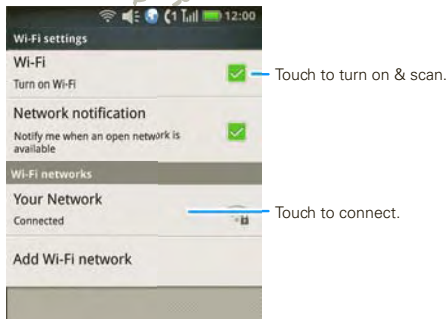 12:00
Wi-Fi settings
Wi-Fi
Turn on Wi-Fi
Touch to turn on & scan.
Network notification
Notify me when an open network is
available
Wi-Fi networks
Your Network
Connected
Touch to connect.
Add Wi-Fi network